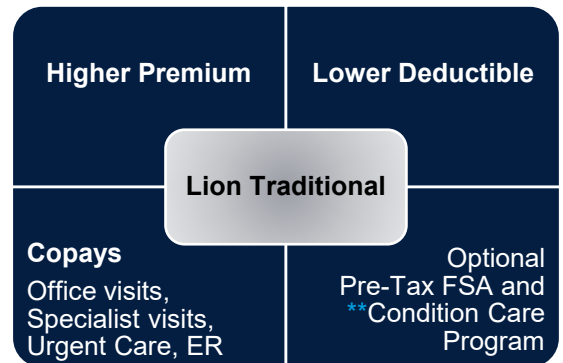 Higher Premium
Lower Deductible
Lion Traditional
Copays
Office visits,
Specialist visits,
Urgent Care, ER
Optional
Pre-Tax FSA and
**Condition Care
Program